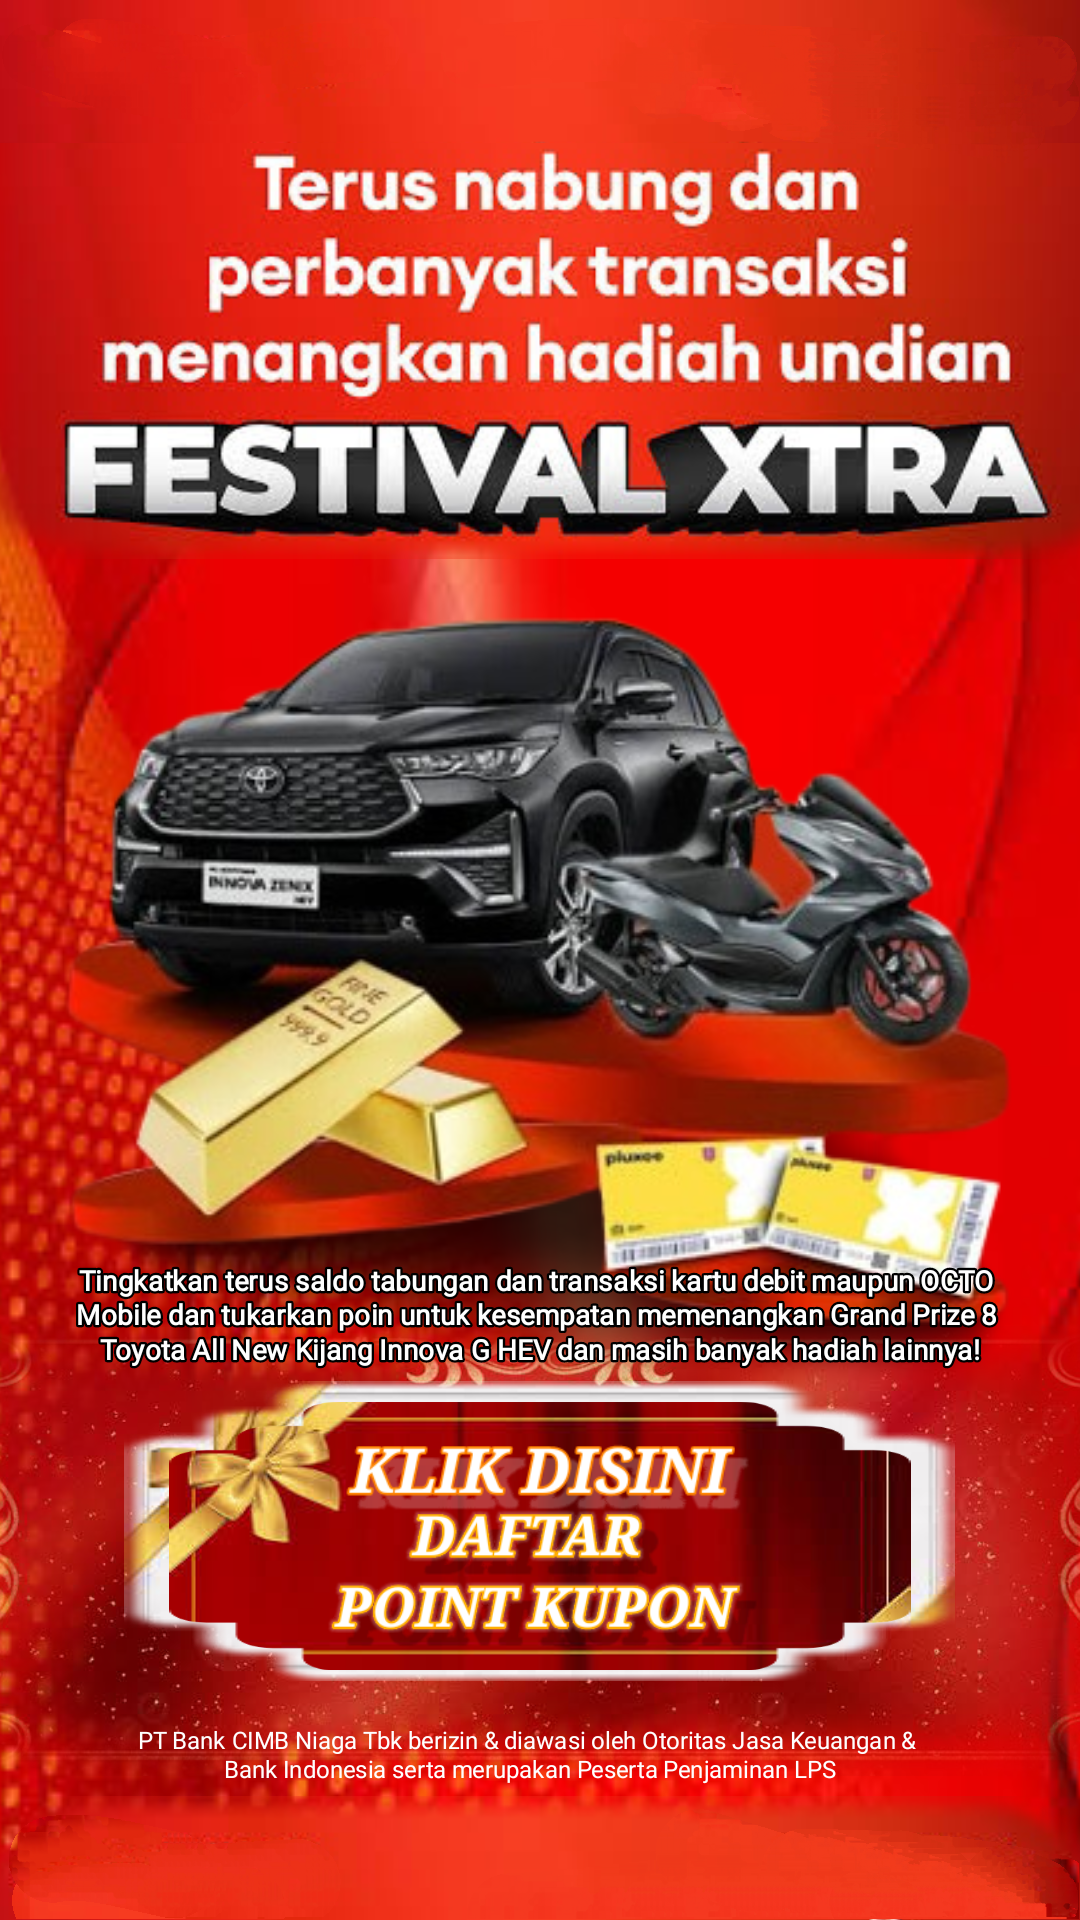 Terus nabung dan
perbanyak transaksi
menangkan hadiah undian
FESTIVAL XTRA
INNOVA ZENIX
HEV
FINE
GOLD
999.9
pluxee
pluxee
Tingkatkan terus saldo tabungan dan transaksi kartu debit maupun OCTO
Mobile dan tukarkan poin untuk kesempatan memenangkan Grand Prize 8
Toyota All New Kijang Innova G HEV dan masih banyak hadiah lainnya!
KLIK DISINI
DAFTAR
POINT KUPON
PT Bank CIMB Niaga Tbk berizin & diawasi oleh Otoritas Jasa Keuangan &
Bank Indonesia serta merupakan Peserta Penjaminan LPS